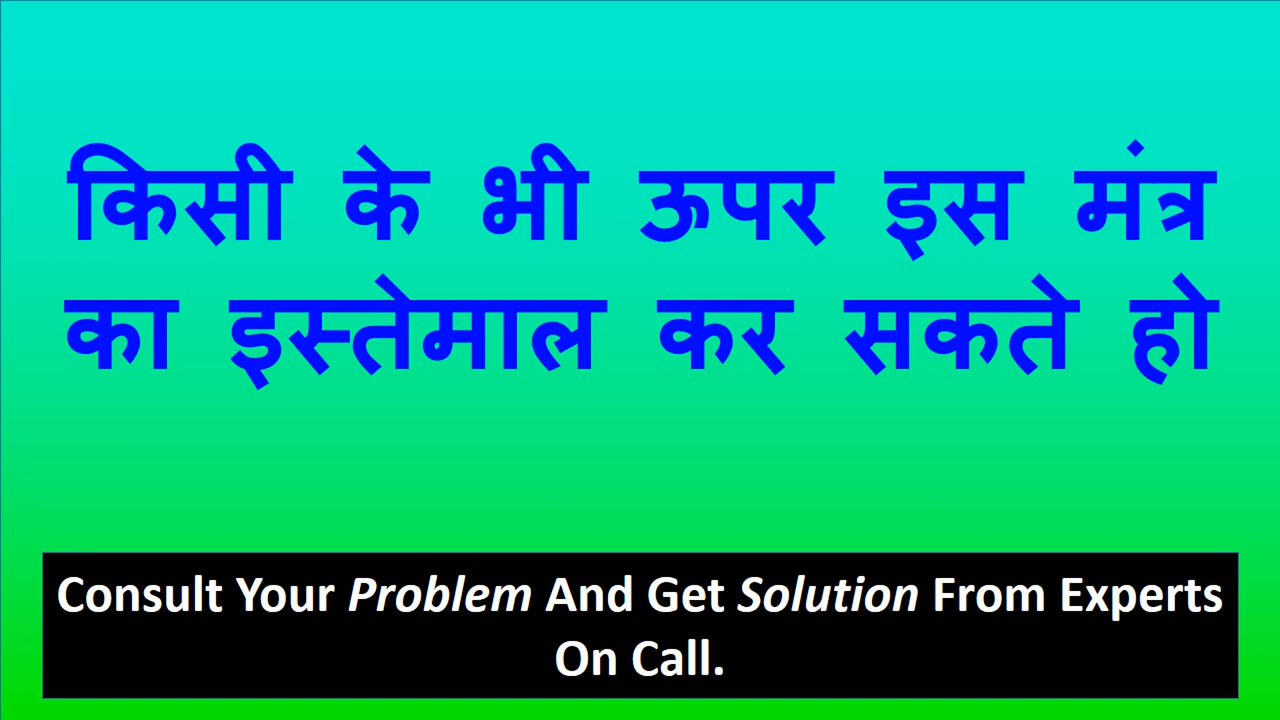 किसी के भी ऊपर इस मंत्र
का इस्तेमाल कर सकते हो
Consult Your Problem And Get Solution From Experts
On Call.